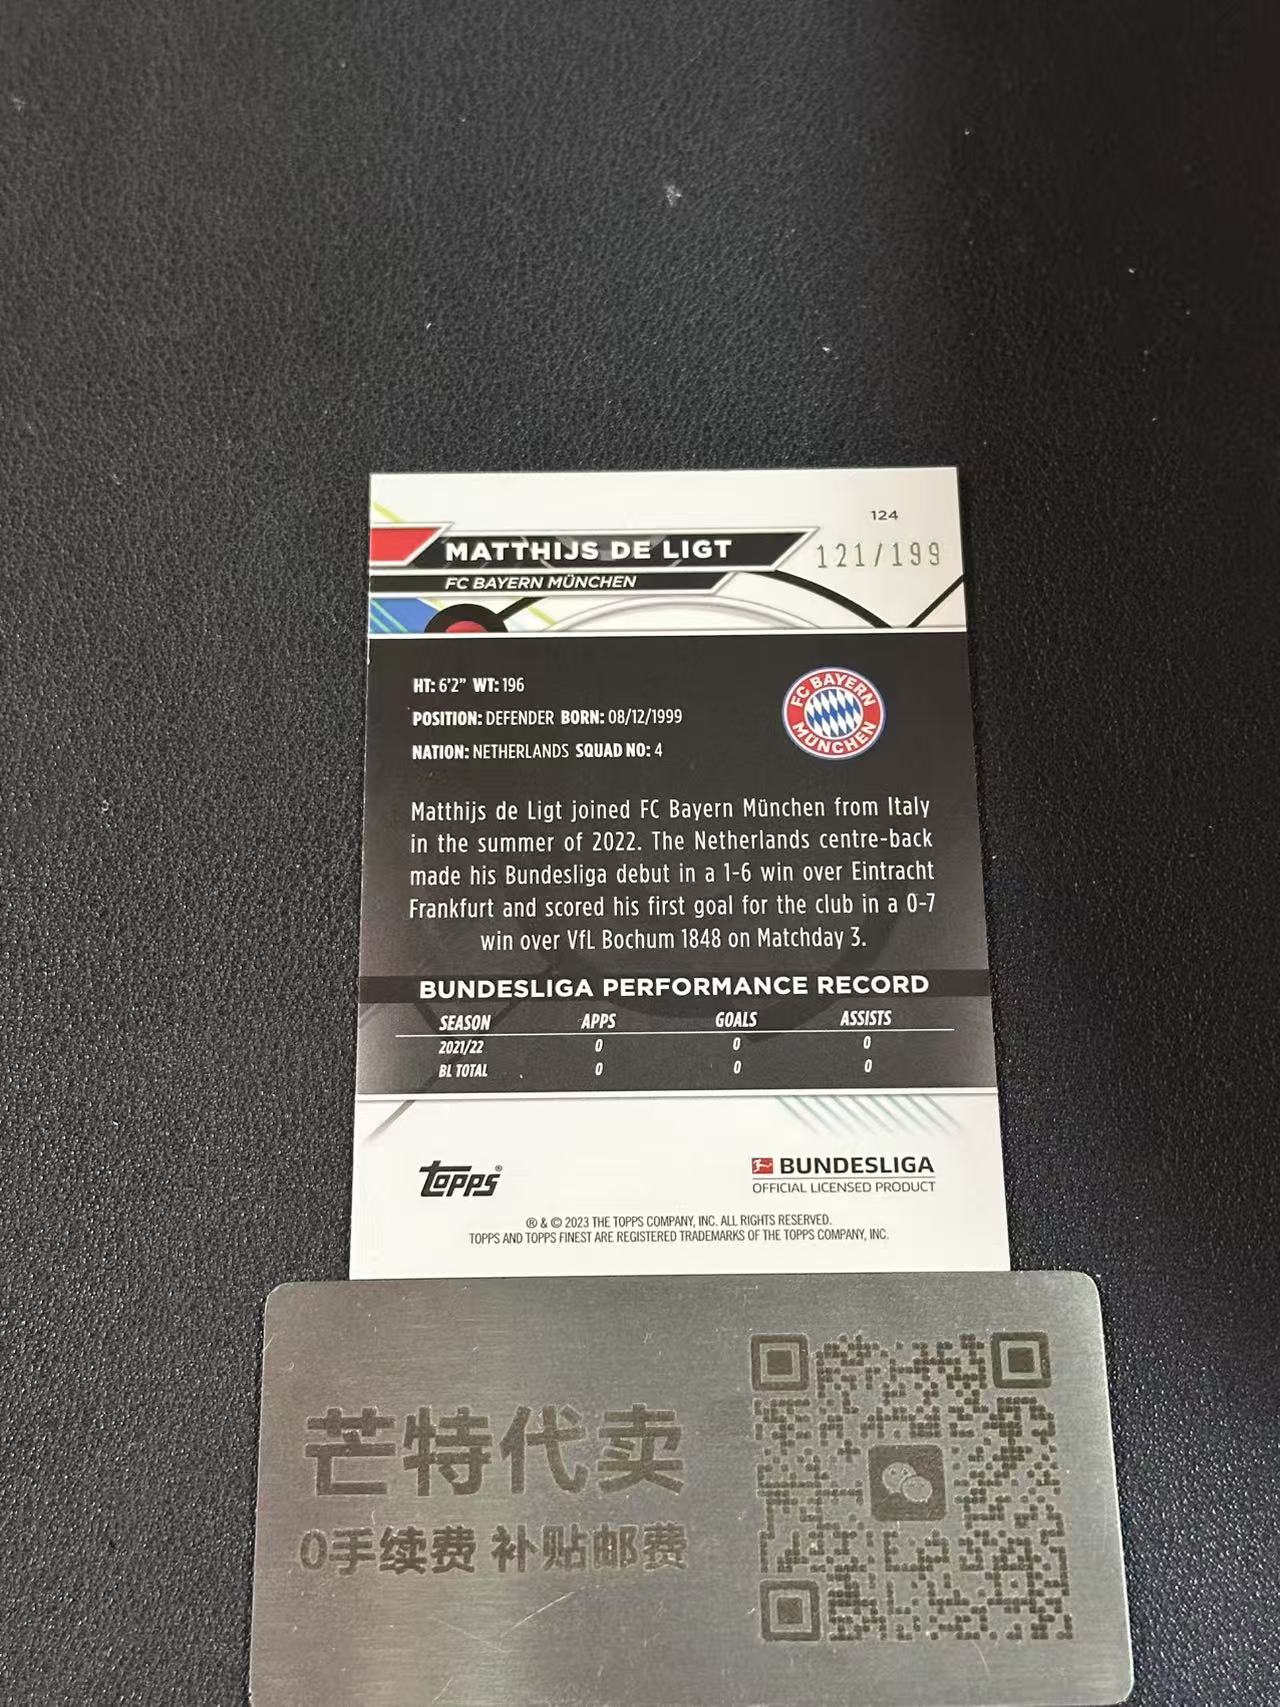 124
MATTHIJS DE LIGT
121/199
FC BAYERN MÜNCHEN
HT: 6'2" WT: 196
POSITION: DEFENDER BORN: 08/12/1999
NATION: NETHERLANDS SQUAD NO: 4
FC BAYERN
MÜNCHEN
Matthijs de Ligt joined FC Bayern München from Italy
in the summer of 2022. The Netherlands centre-back
made his Bundesliga debut in a 1-6 win over Eintracht
Frankfurt and scored his first goal for the club in a 0-7
win over VfL Bochum 1848 on Matchday 3.
BUNDESLIGA PERFORMANCE RECORD
SEASON APPS GOALS ASSISTS
2021/22 0 0 0
BL TOTAL 0 0 0
topps®
BUNDESLIGA
OFFICIAL LICENSED PRODUCT
® & © 2023 THE TOPPS COMPANY, INC. ALL RIGHTS RESERVED.
TOPPS AND TOPPS FINEST ARE REGISTERED TRADEMARKS OF THE TOPPS COMPANY, INC.
芒特代卖
0手续费 补贴邮费